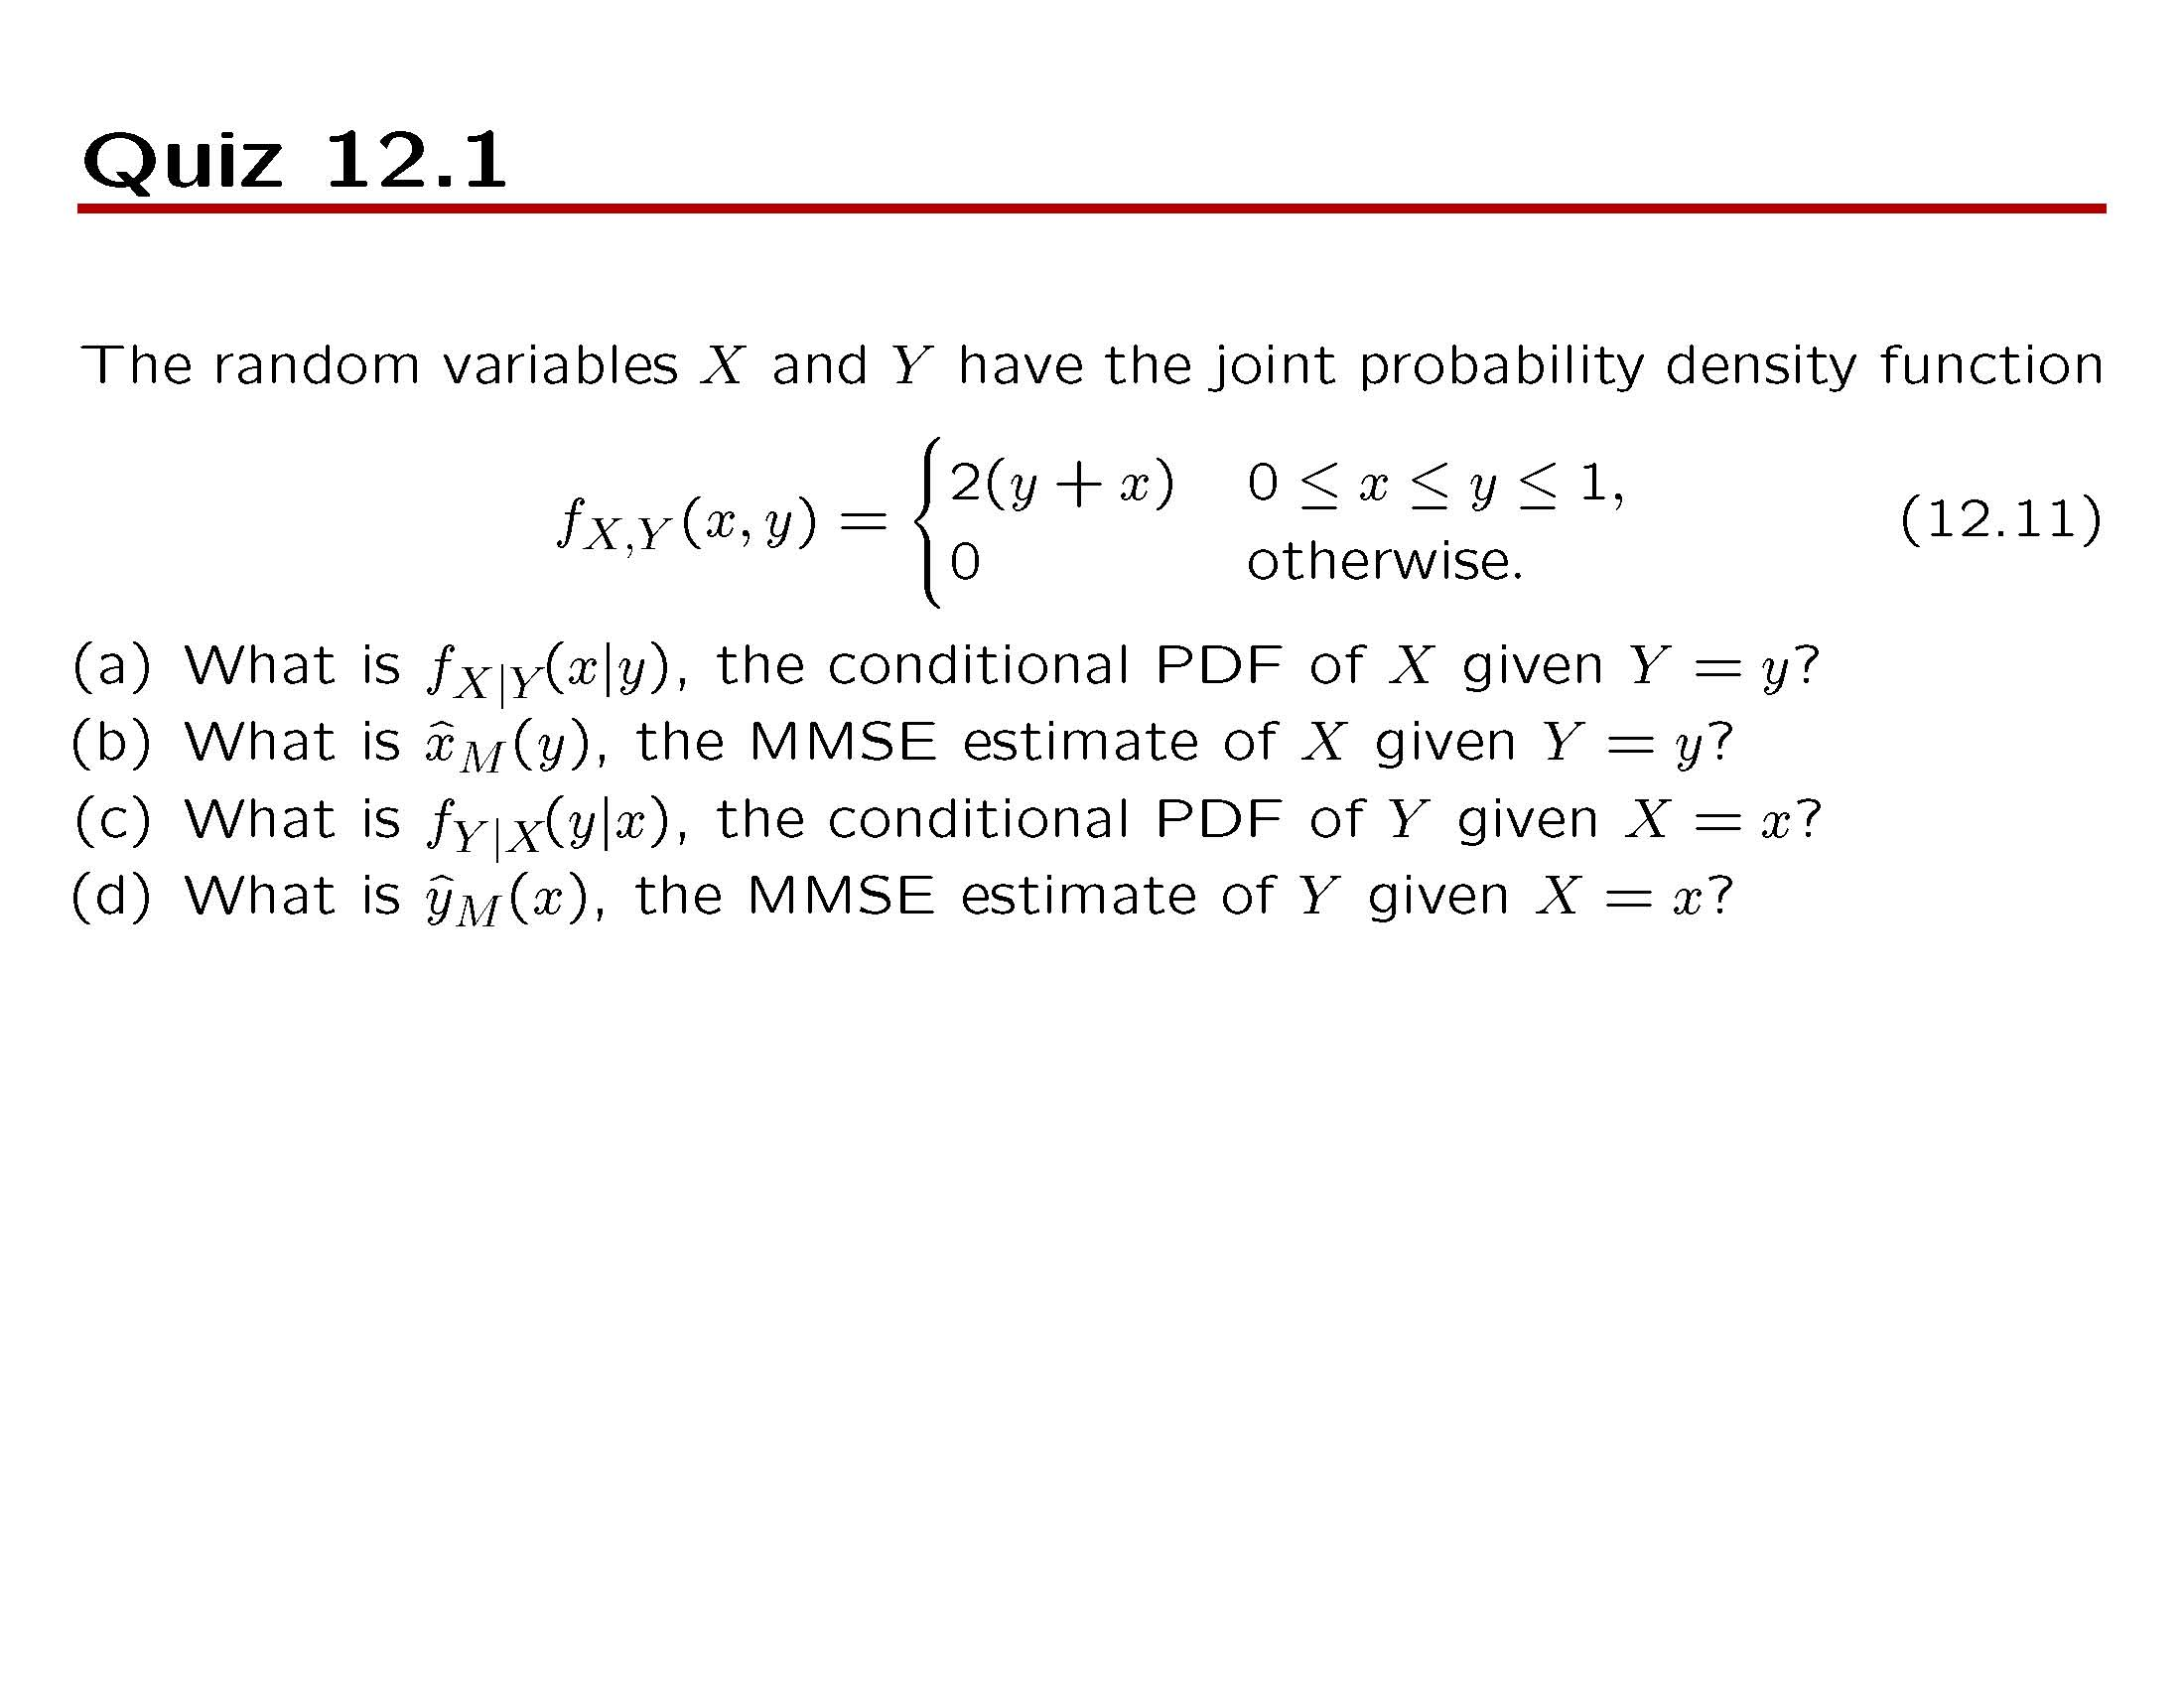 Quiz 12.1
The random variables X and Y have the joint probability density function
f_{X,Y}(x, y) = { 2(y + x) 0 ≤ x ≤ y ≤ 1,
0 otherwise. (12.11)
(a) What is f_{X|Y}(x|y), the conditional PDF of X given Y = y?
(b) What is x̂_M(y), the MMSE estimate of X given Y = y?
(c) What is f_{Y|X}(y|x), the conditional PDF of Y given X = x?
(d) What is ŷ_M(x), the MMSE estimate of Y given X = x?